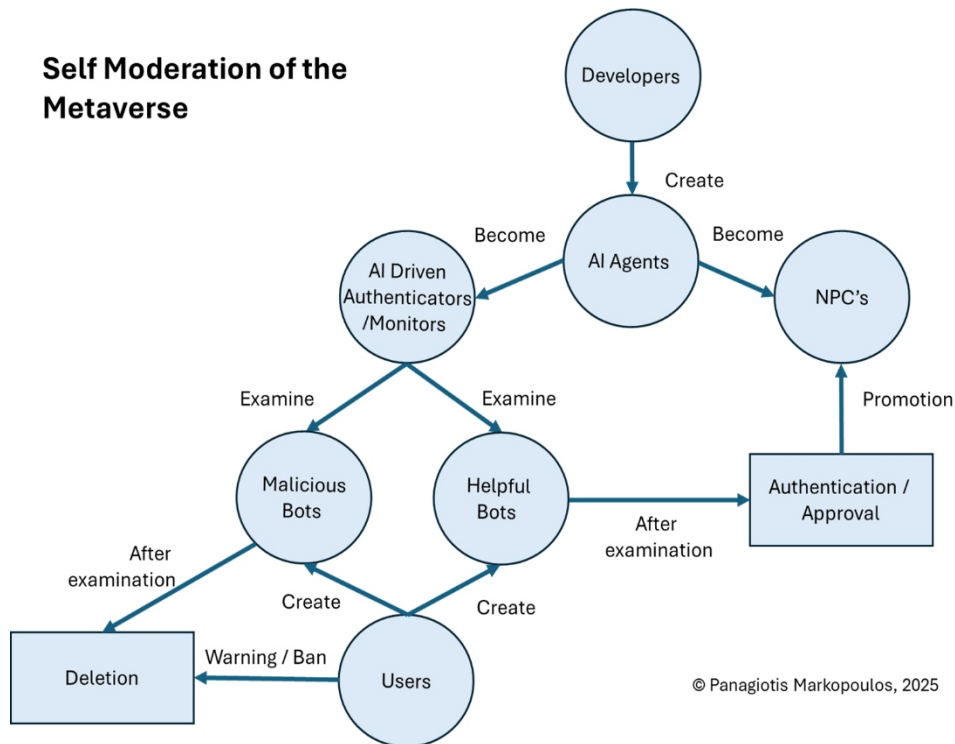 Self Moderation of the
Metaverse
Developers
Create
Become
AI Agents
Become
AI Driven
Authenticators
/Monitors
NPC's
Examine
Examine
Promotion
Malicious
Bots
Helpful
Bots
Authentication /
Approval
After
examination
After
examination
Create
Create
Deletion
Warning / Ban
Users
© Panagiotis Markopoulos, 2025